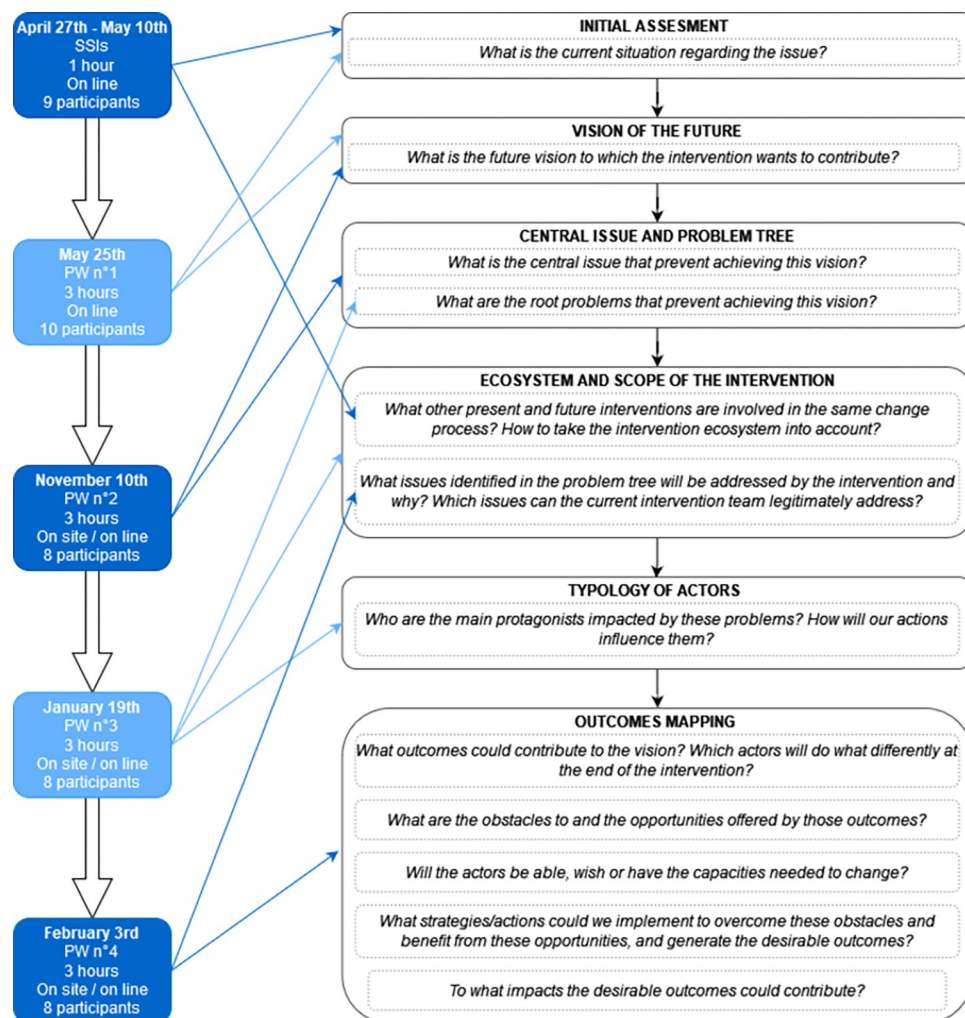 April 27th - May 10th
SSIs
1 hour
On line
9 participants
May 25th
PW n°1
3 hours
On line
10 participants
November 10th
PW n°2
3 hours
On site / on line
8 participants
January 19th
PW n°3
3 hours
On site / on line
8 participants
February 3rd
PW n°4
3 hours
On site / on line
8 participants
INITIAL ASSESMENT
What is the current situation regarding the issue?
VISION OF THE FUTURE
What is the future vision to which the intervention wants to contribute?
CENTRAL ISSUE AND PROBLEM TREE
What is the central issue that prevent achieving this vision?
What are the root problems that prevent achieving this vision?
ECOSYSTEM AND SCOPE OF THE INTERVENTION
What other present and future interventions are involved in the same change
process? How to take the intervention ecosystem into account?
What issues identified in the problem tree will be addressed by the intervention and
why? Which issues can the current intervention team legitimately address?
TYPOLOGY OF ACTORS
Who are the main protagonists impacted by these problems? How will our actions
influence them?
OUTCOMES MAPPING
What outcomes could contribute to the vision? Which actors will do what differently at
the end of the intervention?
What are the obstacles to and the opportunities offered by those outcomes?
Will the actors be able, wish or have the capacities needed to change?
What strategies/actions could we implement to overcome these obstacles and
benefit from these opportunities, and generate the desirable outcomes?
To what impacts the desirable outcomes could contribute?